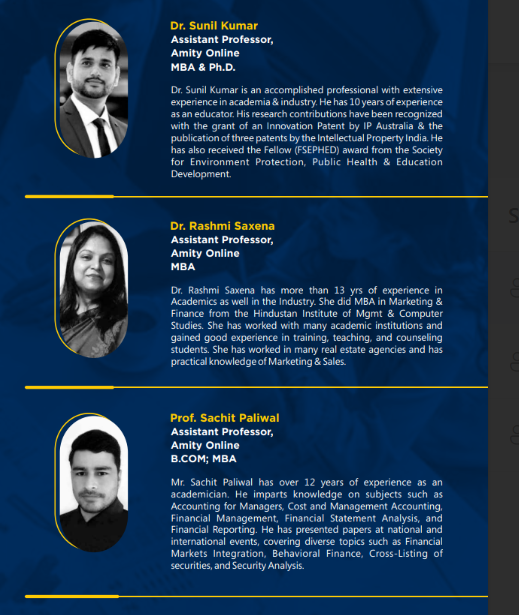 Dr. Sunil Kumar
Assistant Professor,
Amity Online
MBA & Ph.D.
Dr. Sunil Kumar is an accomplished professional with extensive
experience in academia & industry. He has 10 years of experience
as an educator. His research contributions have been recognized
with the grant of an Innovation Patent by IP Australia & the
publication of three patents by the Intellectual Property India. He
has also received the Fellow (FSEPHED) award from the Society
for Environment Protection, Public Health & Education
Development.
Dr. Rashmi Saxena
Assistant Professor,
Amity Online
MBA
Dr. Rashmi Saxena has more than 13 yrs of experience in
Academics as well in the Industry. She did MBA in Marketing &
Finance from the Hindustan Institute of Mgmt & Computer
Studies. She has worked with many academic institutions and
gained good experience in training, teaching, and counseling
students. She has worked in many real estate agencies and has
practical knowledge of Marketing & Sales.
Prof. Sachit Paliwal
Assistant Professor,
Amity Online
B.COM; MBA
Mr. Sachit Paliwal has over 12 years of experience as an
academician. He imparts knowledge on subjects such as
Accounting for Managers, Cost and Management Accounting,
Financial Management, Financial Statement Analysis, and
Financial Reporting. He has presented papers at national and
international events, covering diverse topics such as Financial
Markets Integration, Behavioral Finance, Cross-Listing of
securities, and Security Analysis.